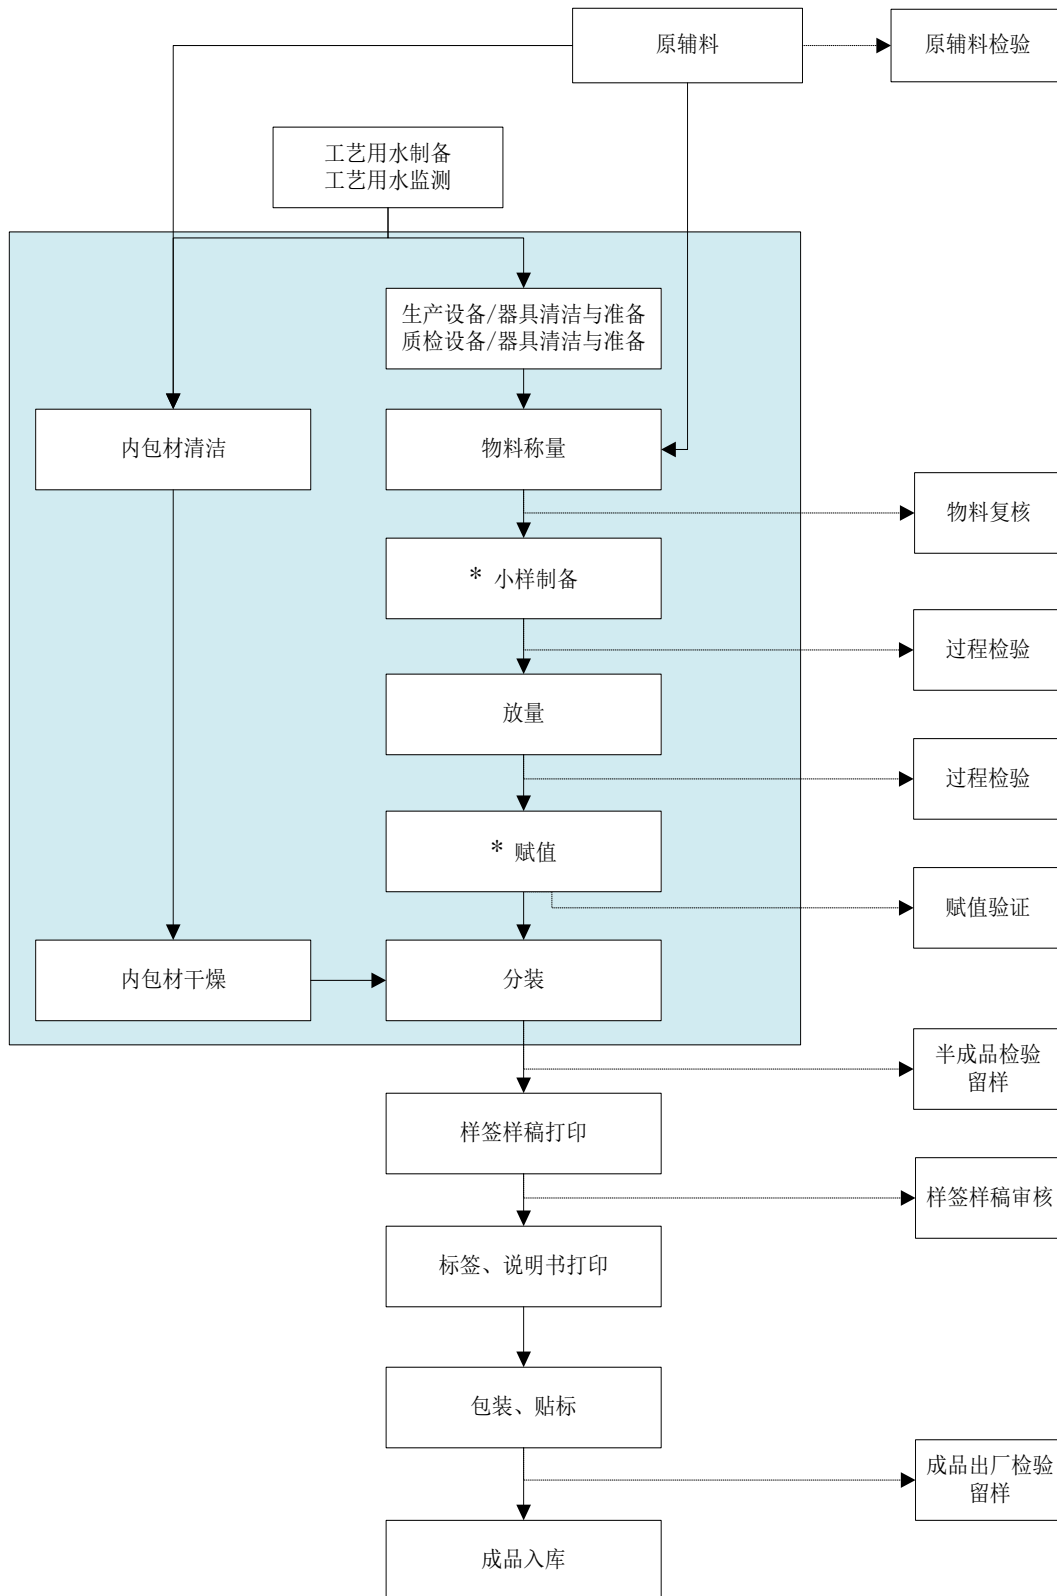 原辅料
原辅料检验
工艺用水制备
工艺用水监测
生产设备/器具清洁与准备
质检设备/器具清洁与准备
内包材清洁
物料称量
物料复核
* 小样制备
过程检验
放量
过程检验
* 赋值
赋值验证
内包材干燥
分装
半成品检验
留样
样签样稿打印
样签样稿审核
标签、说明书打印
包装、贴标
成品出厂检验
留样
成品入库